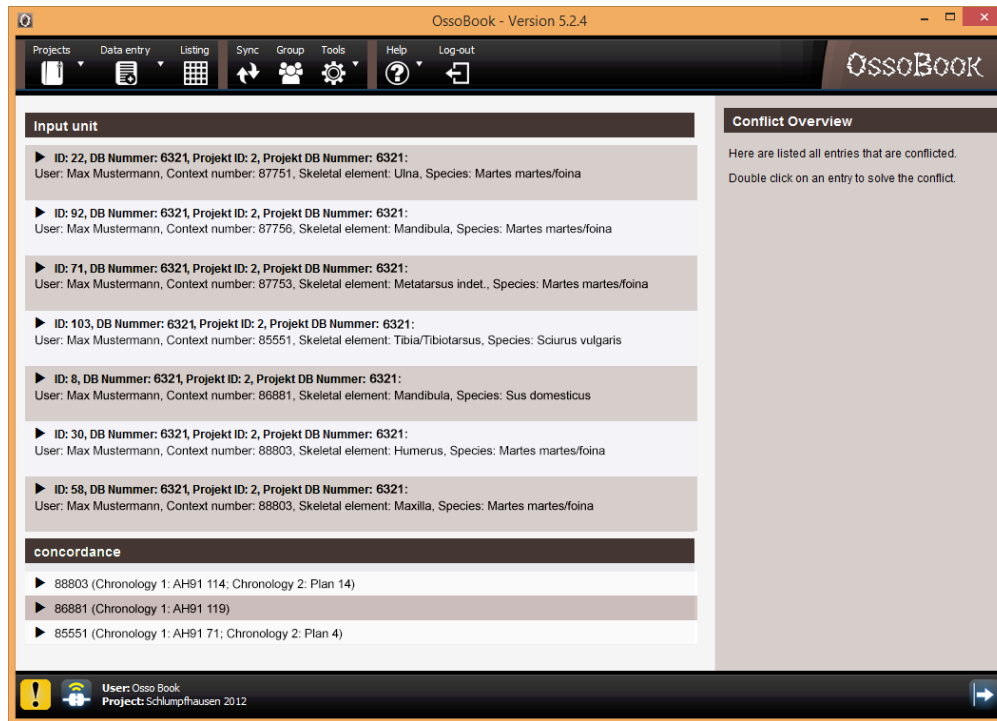 OssoBook - Version 5.2.4
Projects Data entry Listing Sync Group Tools Help Log-out
OssoBook
Input unit
ID: 22, DB Nummer: 6321, Projekt ID: 2, Projekt DB Nummer: 6321:
User: Max Mustermann, Context number: 87751, Skeletal element: Ulna, Species: Martes martes/foina
ID: 92, DB Nummer: 6321, Projekt ID: 2, Projekt DB Nummer: 6321:
User: Max Mustermann, Context number: 87756, Skeletal element: Mandibula, Species: Martes martes/foina
ID: 71, DB Nummer: 6321, Projekt ID: 2, Projekt DB Nummer: 6321:
User: Max Mustermann, Context number: 87753, Skeletal element: Metatarsus indet., Species: Martes martes/foina
ID: 103, DB Nummer: 6321, Projekt ID: 2, Projekt DB Nummer: 6321:
User: Max Mustermann, Context number: 85551, Skeletal element: Tibia/Tibiotarsus, Species: Sciurus vulgaris
ID: 8, DB Nummer: 6321, Projekt ID: 2, Projekt DB Nummer: 6321:
User: Max Mustermann, Context number: 86881, Skeletal element: Mandibula, Species: Sus domesticus
ID: 30, DB Nummer: 6321, Projekt ID: 2, Projekt DB Nummer: 6321:
User: Max Mustermann, Context number: 88803, Skeletal element: Humerus, Species: Martes martes/foina
ID: 58, DB Nummer: 6321, Projekt ID: 2, Projekt DB Nummer: 6321:
User: Max Mustermann, Context number: 88803, Skeletal element: Maxilla, Species: Martes martes/foina
concordance
88803 (Chronology 1: AH91 114; Chronology 2: Plan 14)
86881 (Chronology 1: AH91 119)
85551 (Chronology 1: AH91 71; Chronology 2: Plan 4)
Conflict Overview
Here are listed all entries that are conflicted.
Double click on an entry to solve the conflict.
User: Osso Book
Project: Schlumpfhausen 2012